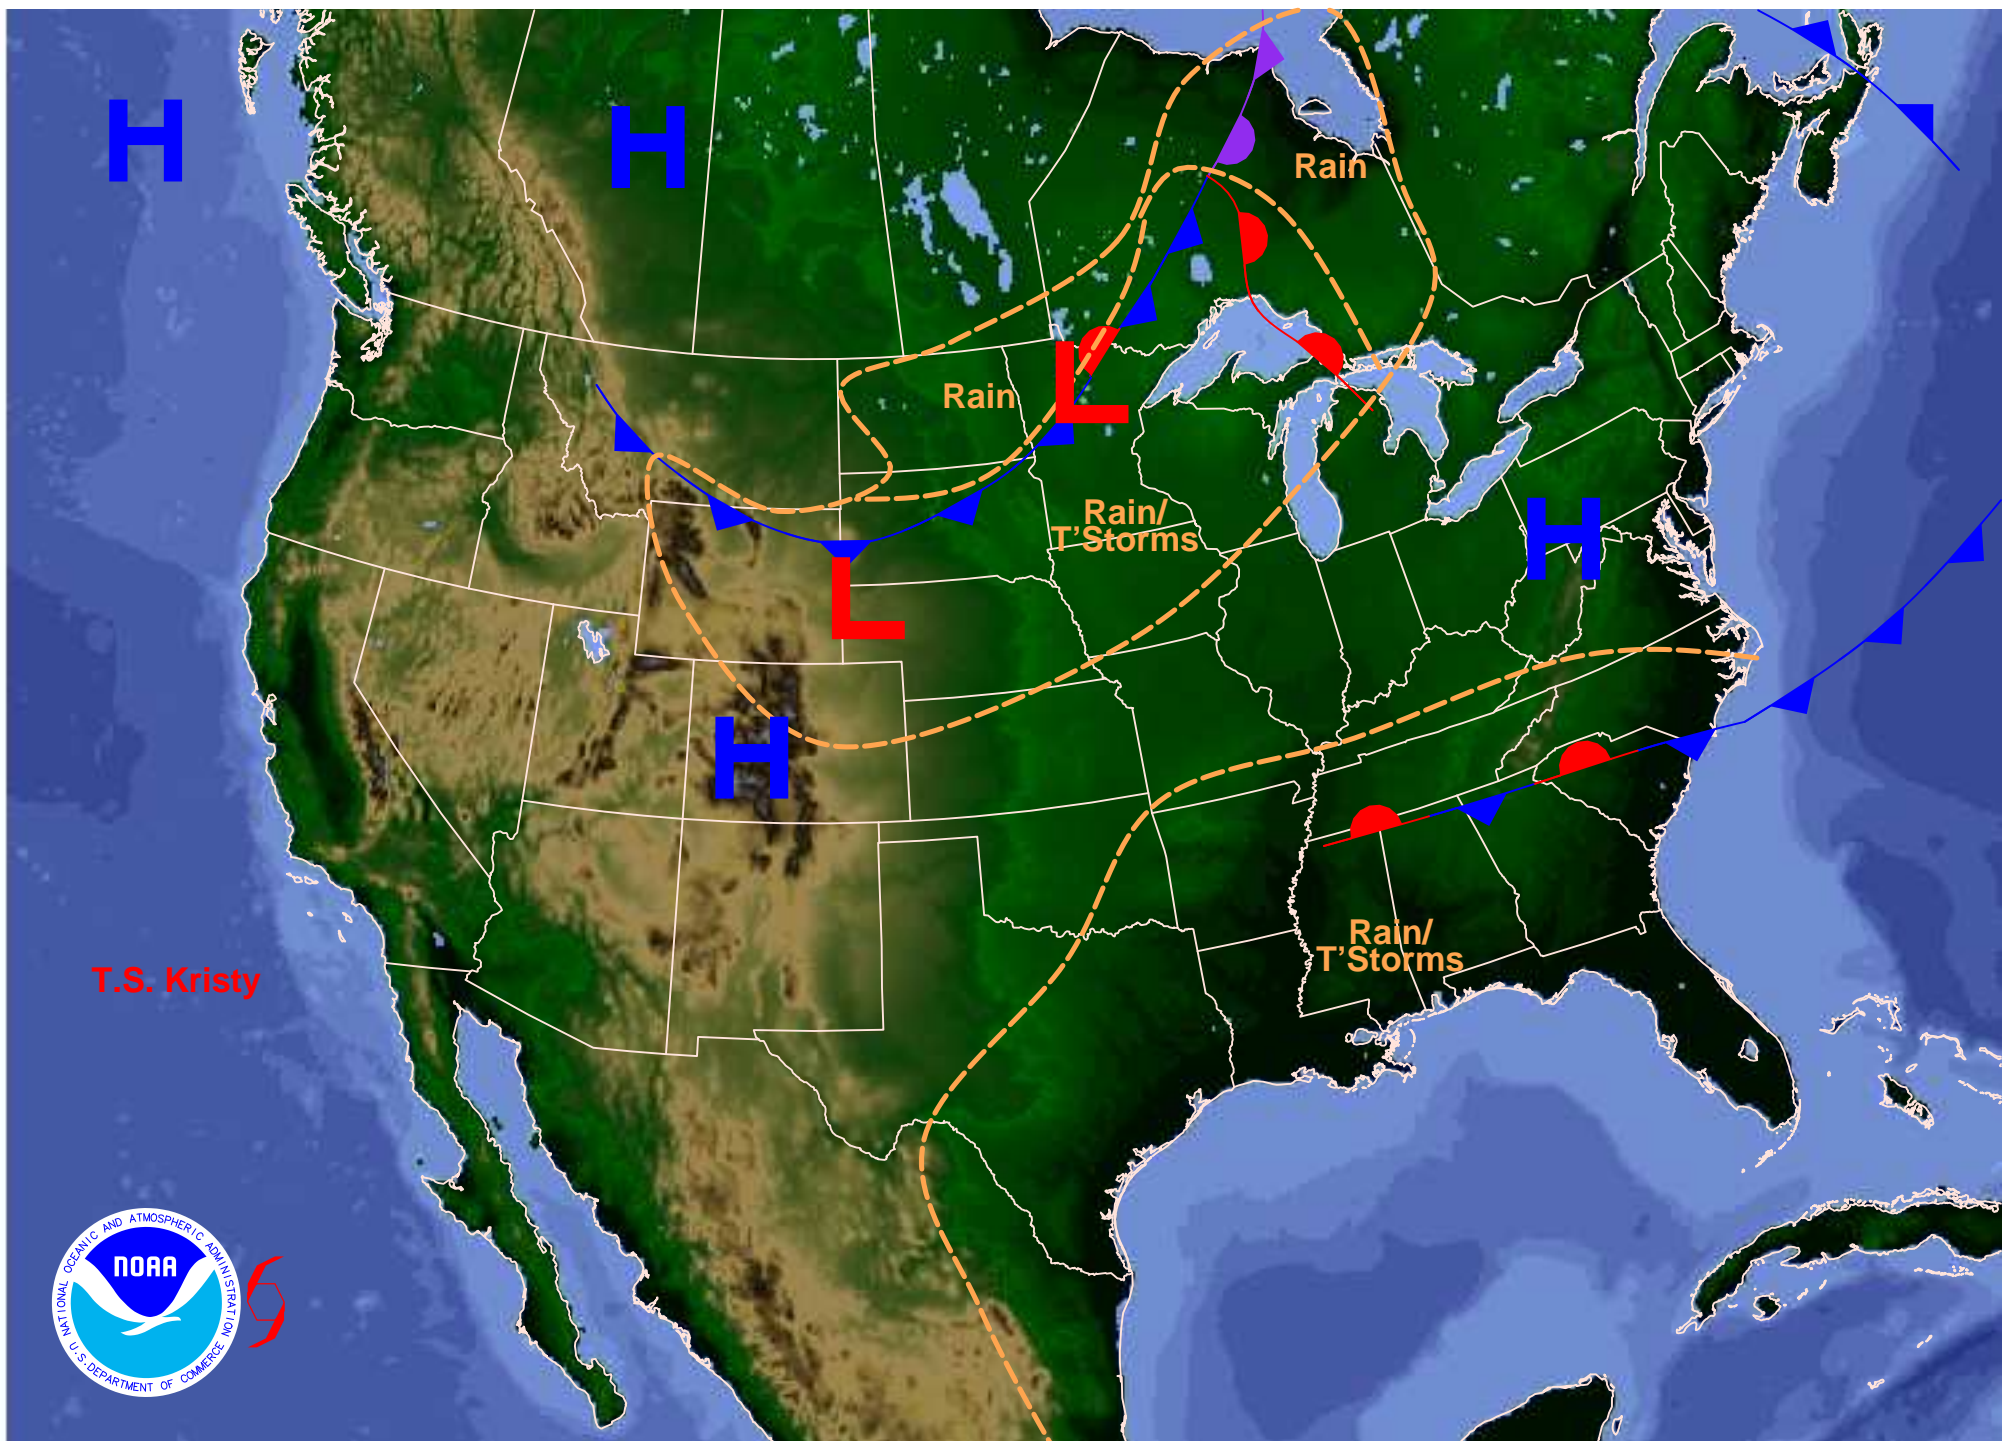 H
H
Rain
Rain
L
Rain/
T'Storms
H
L
H
Rain/
T'Storms
T.S. Kristy
NATIONAL OCEANIC AND ATMOSPHERIC ADMINISTRATION
NOAA
U.S. DEPARTMENT OF COMMERCE